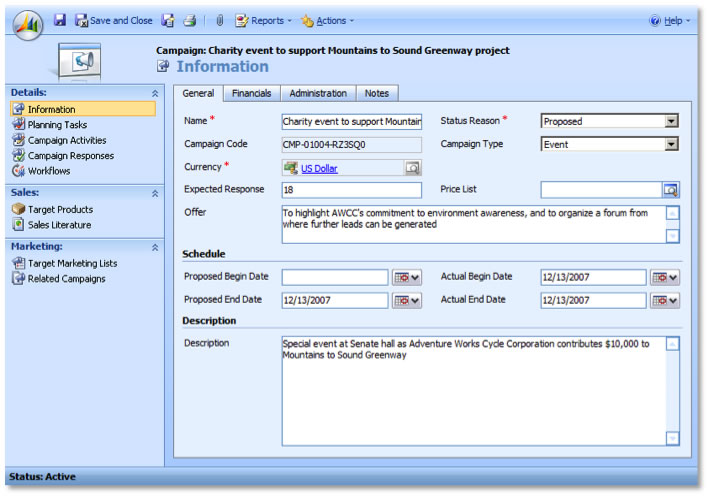 Save and Close Reports Actions Help
Campaign: Charity event to support Mountains to Sound Greenway project
Information
Details:
Information
Planning Tasks
Campaign Activities
Campaign Responses
Workflows
Sales:
Target Products
Sales Literature
Marketing:
Target Marketing Lists
Related Campaigns
General Financials Administration Notes
Name * Charity event to support Mountain Status Reason * Proposed
Campaign Code CMP-01004-RZ3SQ0 Campaign Type Event
Currency * US Dollar
Expected Response 18 Price List
Offer To highlight AWCC's commitment to environment awareness, and to organize a forum from
where further leads can be generated
Schedule
Proposed Begin Date Actual Begin Date 12/13/2007
Proposed End Date 12/13/2007 Actual End Date 12/13/2007
Description
Description Special event at Senate hall as Adventure Works Cycle Corporation contributes $10,000 to
Mountains to Sound Greenway
Status: Active